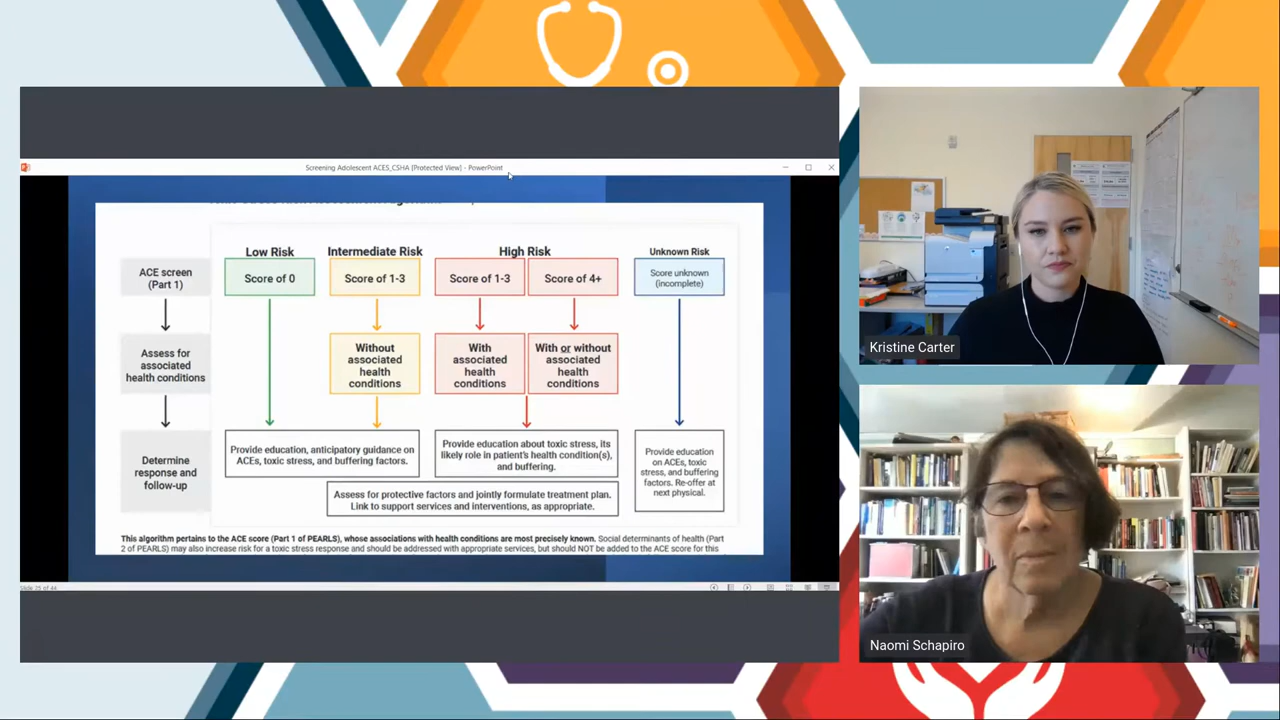 Screening Adolescent ACES_CSHA [Protected View] - PowerPoint
Low Risk
Intermediate Risk
High Risk
Unknown Risk
ACE screen
(Part 1)
Score of 0
Score of 1-3
Score of 1-3
Score of 4+
Score unknown
(incomplete)
Assess for
associated
health conditions
Without
associated
health
conditions
With
associated
health
conditions
With or without
associated
health
conditions
Determine
response and
follow-up
Provide education, anticipatory guidance on
ACEs, toxic stress, and buffering factors.
Provide education about toxic stress, its
likely role in patient's health condition(s),
and buffering.
Provide education
on ACEs, toxic
stress, and buffering
factors. Re-offer at
next physical.
Assess for protective factors and jointly formulate treatment plan.
Link to support services and interventions, as appropriate.
This algorithm pertains to the ACE score (Part 1 of PEARLS), whose associations with health conditions are most precisely known. Social determinants of health (Part
2 of PEARLS) may also increase risk for a toxic stress response and should be addressed with appropriate services, but should NOT be added to the ACE score for this
Slide 25 of 44
Kristine Carter
Naomi Schapiro